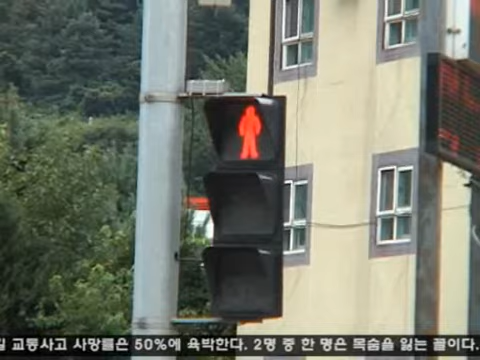 길 교통사고 사망률은 50%에 육박한다. 2명 중 한 명은 목숨을 잃는 꼴이다.